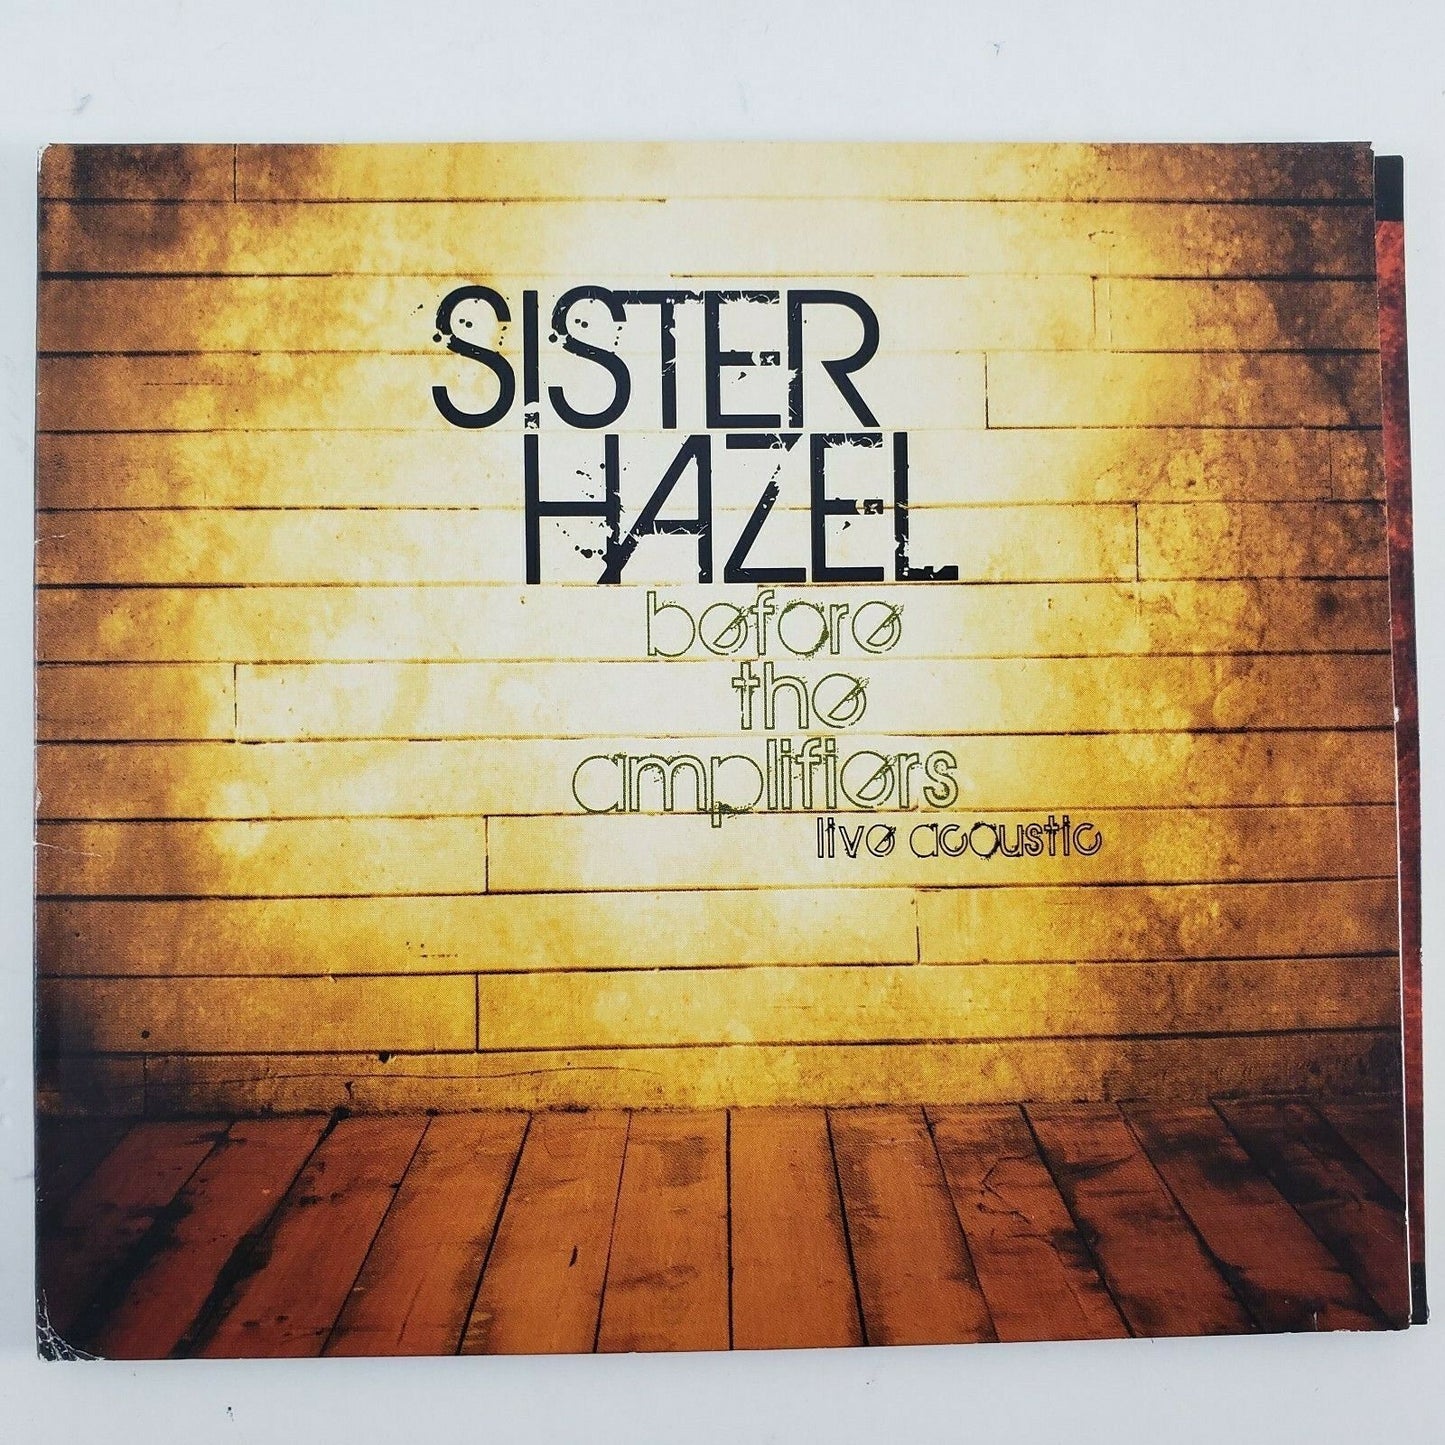 SISTER
HAZEL
before
the
amplifiers
live acoustic